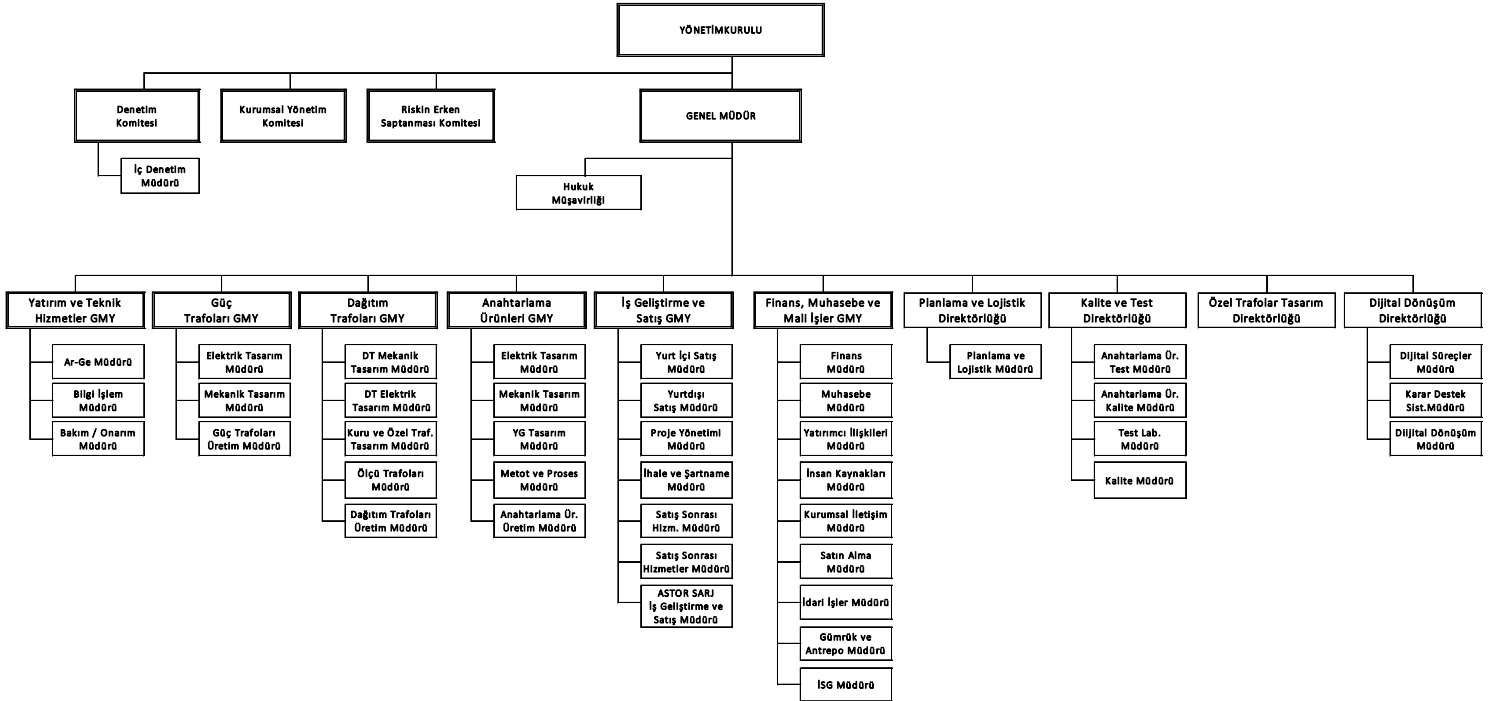 YÖNETİMKURULU
Denetim
Komitesi
Kurumsal Yönetim
Komitesi
Riskin Erken
Saptanması Komitesi
GENEL MÜDÜR
İç Denetim
Müdürü
Hukuk
Müşavirliği
Yatırım ve Teknik
Hizmetler GMY
Ar-Ge Müdürü
Bilgi İşlem
Müdürü
Bakım / Onarım
Müdürü
Güç
Trafoları GMY
Elektrik Tasarım
Müdürü
Mekanik Tasarım
Müdürü
Güç Trafoları
Üretim Müdürü
Dağıtım
Trafoları GMY
DT Mekanik
Tasarım Müdürü
DT Elektrik
Tasarım Müdürü
Kuru ve Özel Traf.
Tasarım Müdürü
Ölçü Trafoları
Müdürü
Dağıtım Trafoları
Üretim Müdürü
Anahtarlama
Ürünleri GMY
Elektrik Tasarım
Müdürü
Mekanik Tasarım
Müdürü
YG Tasarım
Müdürü
Metot ve Proses
Müdürü
Anahtarlama Ür.
Üretim Müdürü
İş Geliştirme ve
Satış GMY
Yurt İçi Satış
Müdürü
Yurtdışı
Satış Müdürü
Proje Yönetimi
Müdürü
İhale ve Şartname
Müdürü
Satış Sonrası
Hizm. Müdürü
Satış Sonrası
Hizmetler Müdürü
ASTOR SARJ
İş Geliştirme ve
Satış Müdürü
Finans, Muhasebe ve
Mali İşler GMY
Finans
Müdürü
Muhasebe
Müdürü
Yatırımcı İlişkileri
Müdürü
İnsan Kaynakları
Müdürü
Kurumsal İletişim
Müdürü
Satın Alma
Müdürü
İdari İşler Müdürü
Gümrük ve
Antrepo Müdürü
İSG Müdürü
Planlama ve Lojistik
Direktörlüğü
Planlama ve
Lojistik Müdürü
Kalite ve Test
Direktörlüğü
Anahtarlama Ür.
Test Müdürü
Anahtarlama Ür.
Kalite Müdürü
Test Lab.
Müdürü
Kalite Müdürü
Özel Trafolar Tasarım
Direktörlüğü
Dijital Dönüşüm
Direktörlüğü
Dijital Süreçler
Müdürü
Karar Destek
Sist.Müdürü
Diijital Dönüşüm
Müdürü